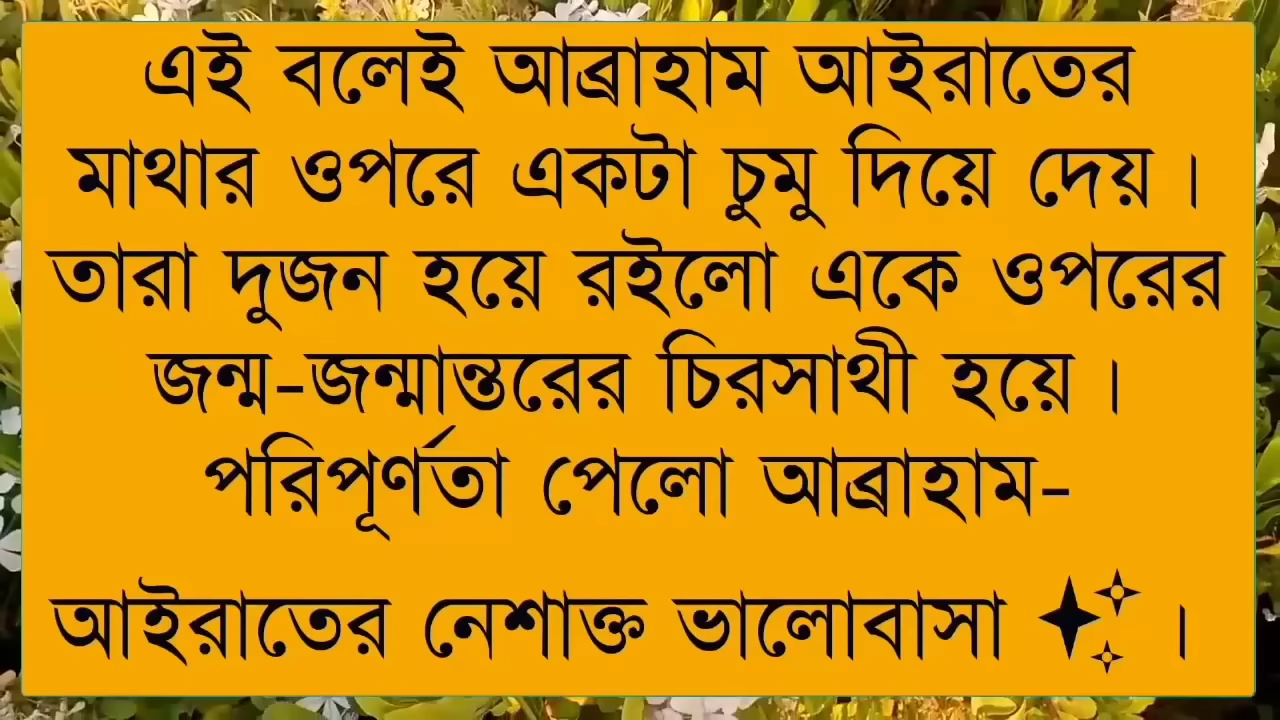 এই বলেই আব্রাহাম আইরাতের
মাথার ওপরে একটা চুমু দিয়ে দেয়।
তারা দুজন হয়ে রইলো একে ওপরের
জন্ম-জন্মান্তরের চিরসাথী হয়ে।
পরিপূর্ণতা পেলো আব্রাহাম-
আইরাতের নেশাক্ত ভালোবাসা ✨।